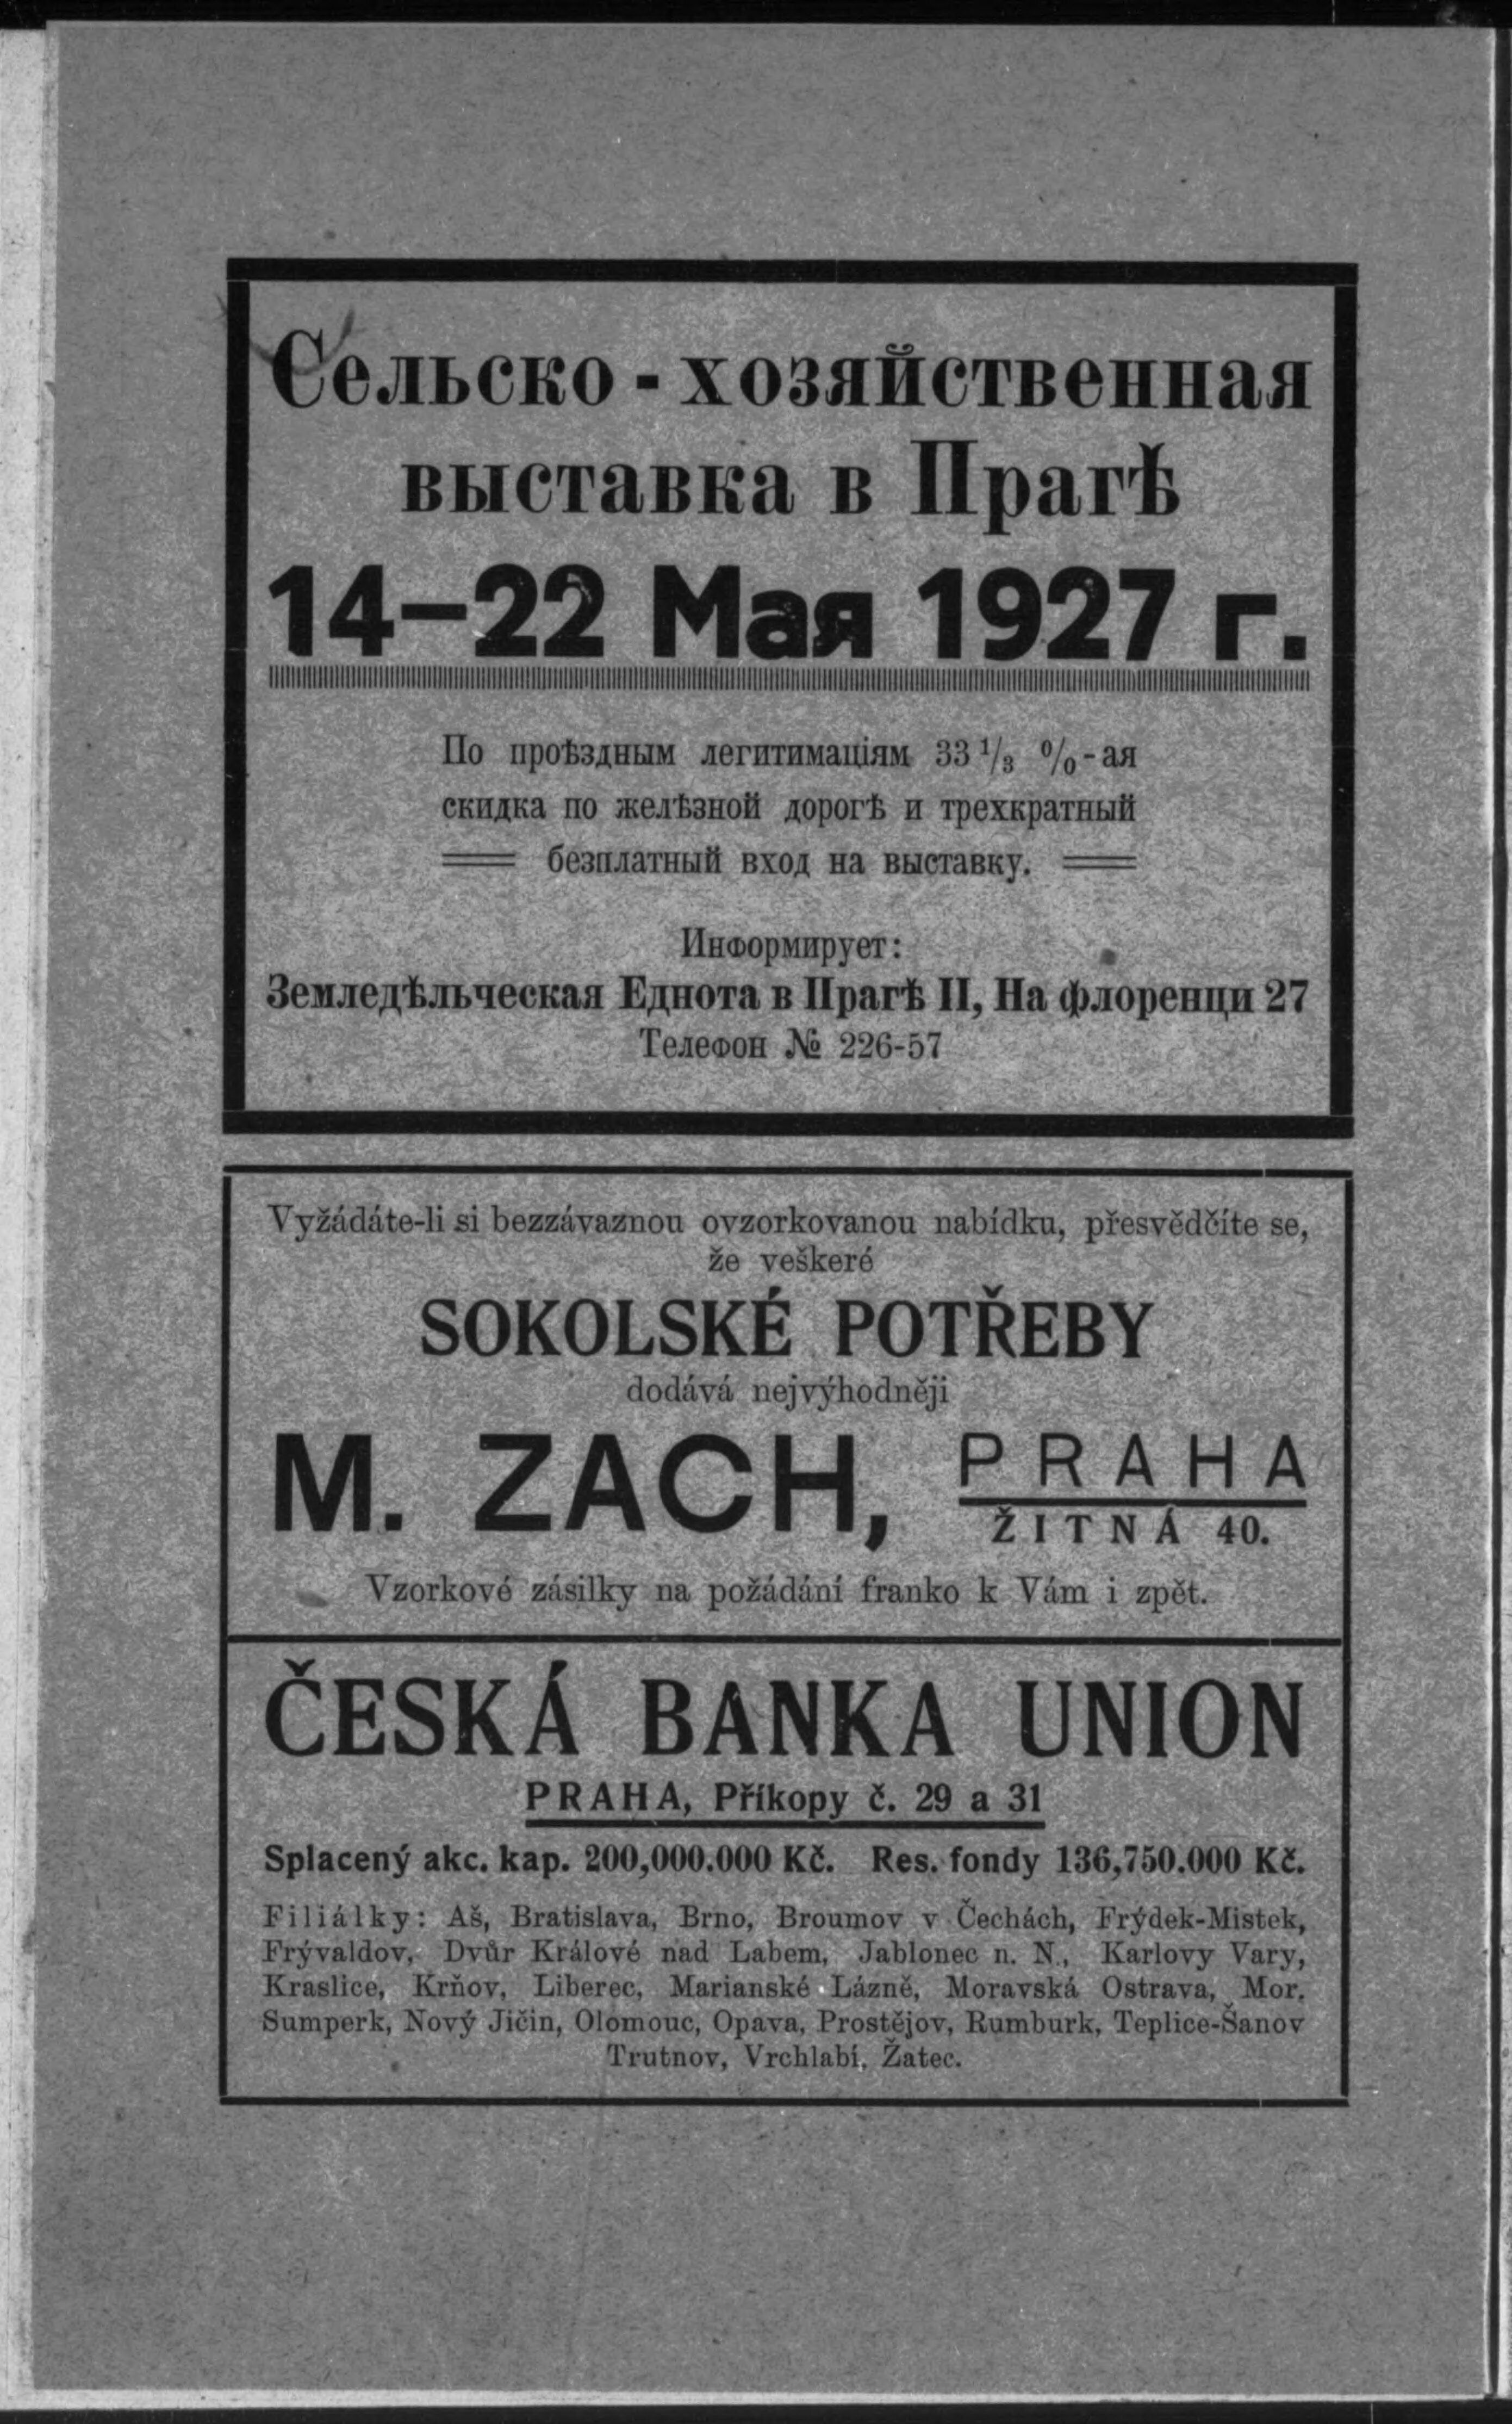 Сельско - хозяйственная
выставка в Прагѣ
14–22 Мая 1927 г.
По проѣздным легитимаціям 33 1/3 %-ая
скидка по желѣзной дорогѣ и трехкратный
безплатный вход на выставку.
Информирует:
Земледѣльческая Еднота в Прагѣ II, На флоренци 27
Телефон № 226-57
Vyžádáte-li si bezzávaznou ovzorkovanou nabídku, přesvědčíte se,
že veškeré
SOKOLSKÉ POTŘEBY
dodává nejvýhodněji
M. ZACH, PRAHA
ŽITNÁ 40.
Vzorkové zásilky na požádání franko k Vám i zpět.
ČESKÁ BANKA UNION
PRAHA, Příkopy č. 29 a 31
Splacený akc. kap. 200,000.000 Kč. Res. fondy 136,750.000 Kč.
Filiálky: Aš, Bratislava, Brno, Broumov v Čechách, Frýdek-Mistek,
Frývaldov, Dvůr Králové nad Labem, Jablonec n. N., Karlovy Vary,
Kraslice, Krňov, Liberec, Marianské Lázně, Moravská Ostrava, Mor.
Sumperk, Nový Jičin, Olomouc, Opava, Prostějov, Rumburk, Teplice-Šanov
Trutnov, Vrchlabí, Žatec.